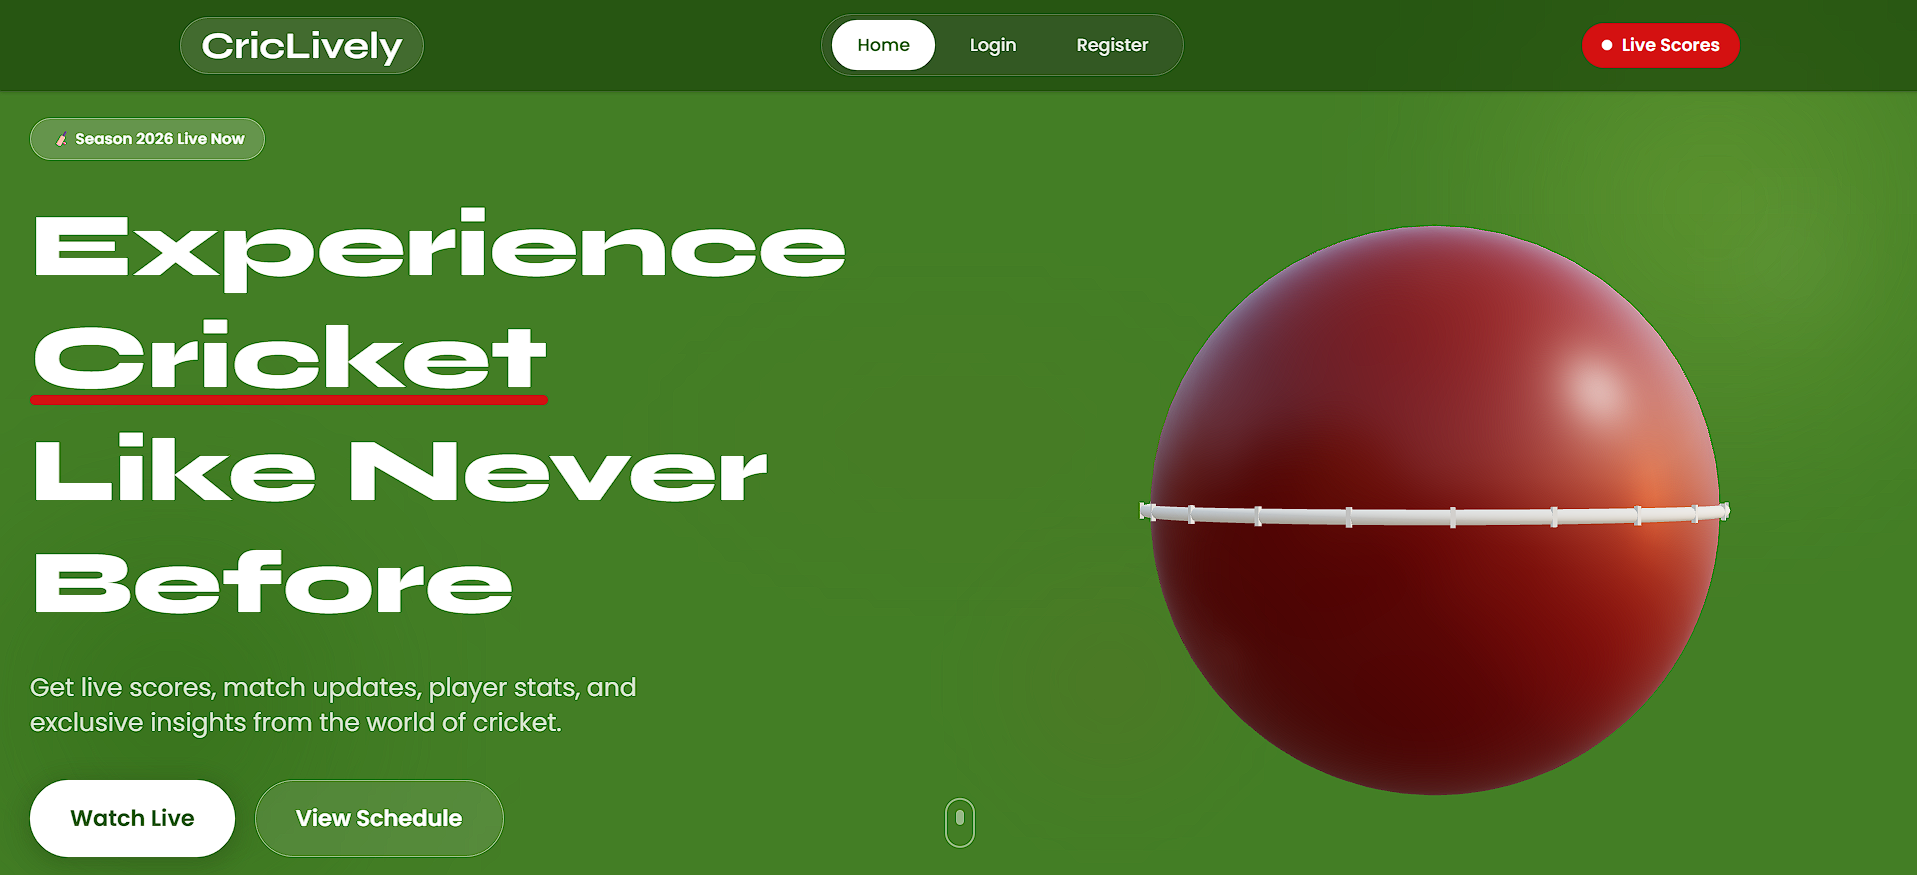 CricLively
Home
Login
Register
Live Scores
Season 2026 Live Now
Experience
Cricket
Like Never
Before
Get live scores, match updates, player stats, and
exclusive insights from the world of cricket.
Watch Live
View Schedule